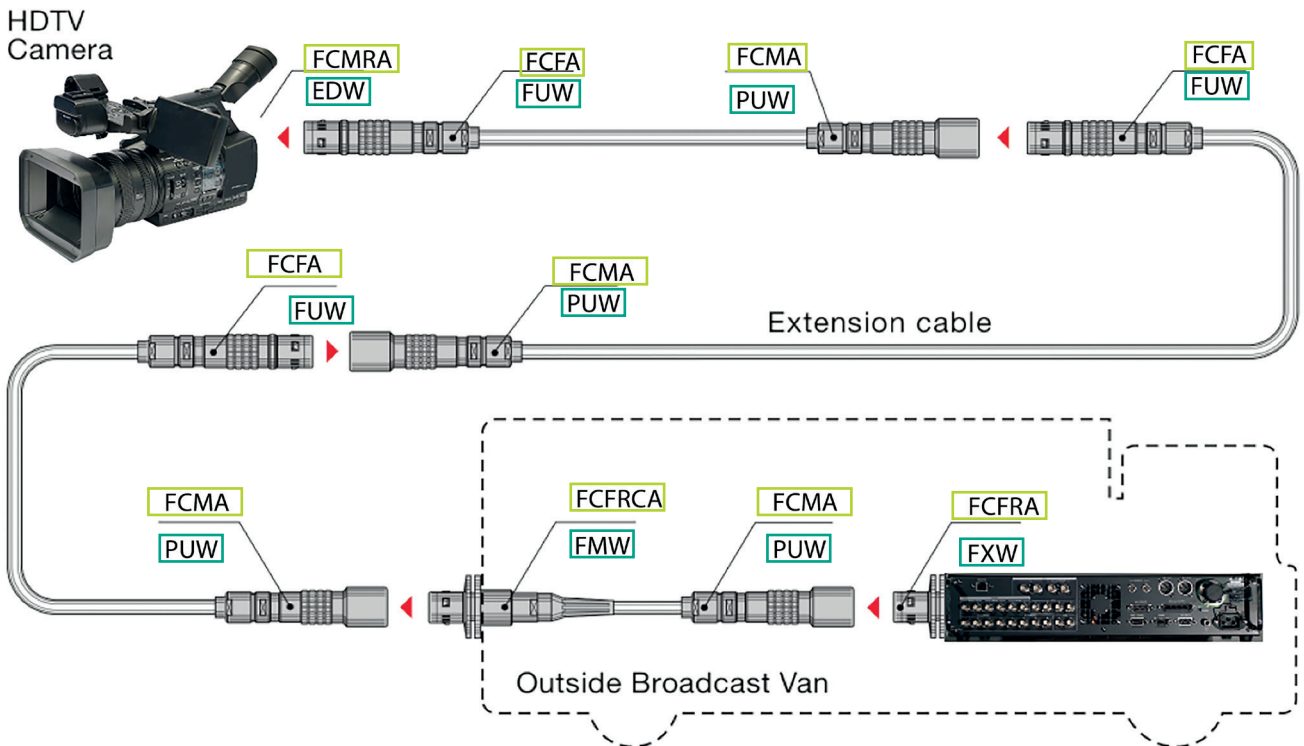 HDTV
Camera
FCMRA
EDW
FCFA
FUW
FCMA
PUW
FCFA
FUW
FCFA
FUW
FCMA
PUW
Extension cable
FCMA
PUW
FCFRCA
FMW
FCMA
PUW
FCFRA
FXW
Outside Broadcast Van